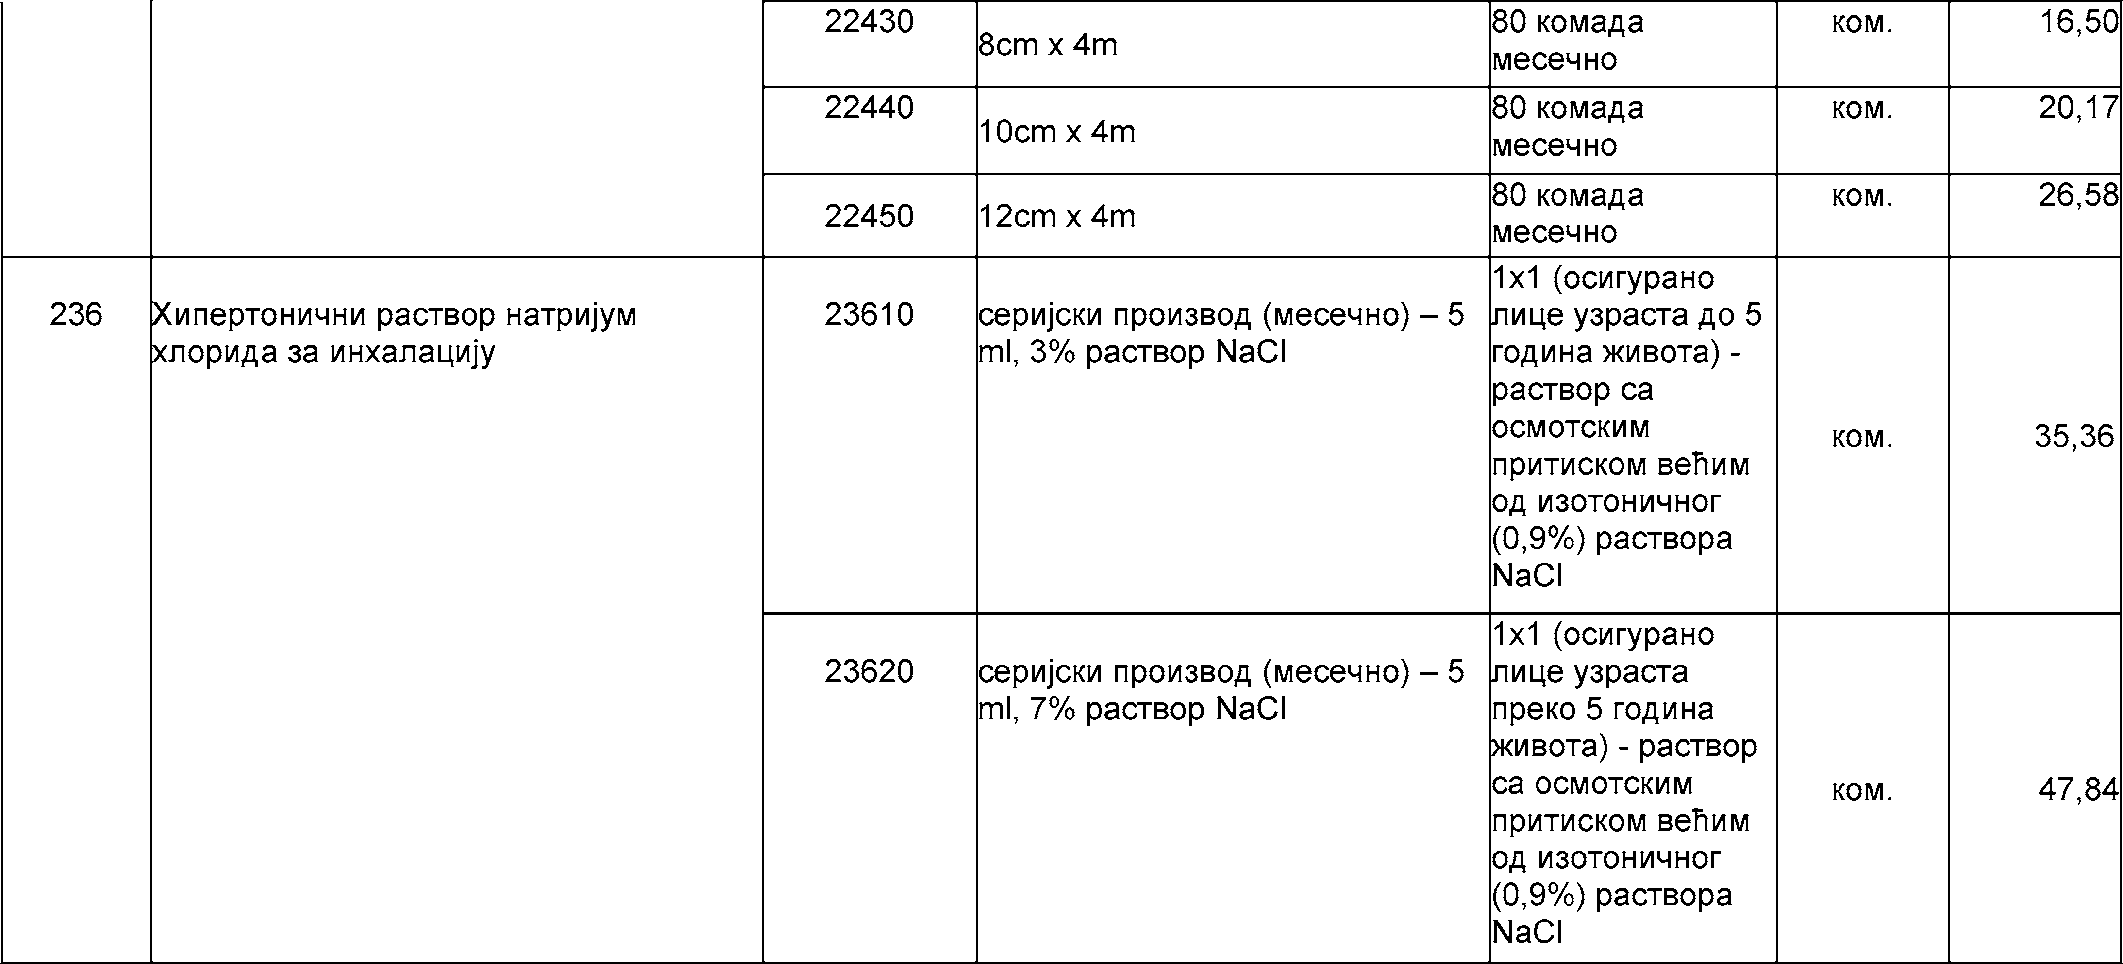 22430
8cm x 4m
80 комада
месечно
ком.
16,50
22440
10cm x 4m
80 комада
месечно
ком.
20,17
22450
12cm x 4m
80 комада
месечно
ком.
26,58
236
Хипертонични раствор натријум
хлорида за инхалацију
23610
серијски производ (месечно) – 5
ml, 3% раствор NaCl
1x1 (осигурано
лице узраста до 5
година живота) -
раствор са
осмотским
притиском већим
од изотоничног
(0,9%) раствора
NaCl
ком.
35,36
23620
серијски производ (месечно) – 5
ml, 7% раствор NaCl
1x1 (осигурано
лице узраста
преко 5 година
живота) - раствор
са осмотским
притиском већим
од изотоничног
(0,9%) раствора
NaCl
ком.
47,84